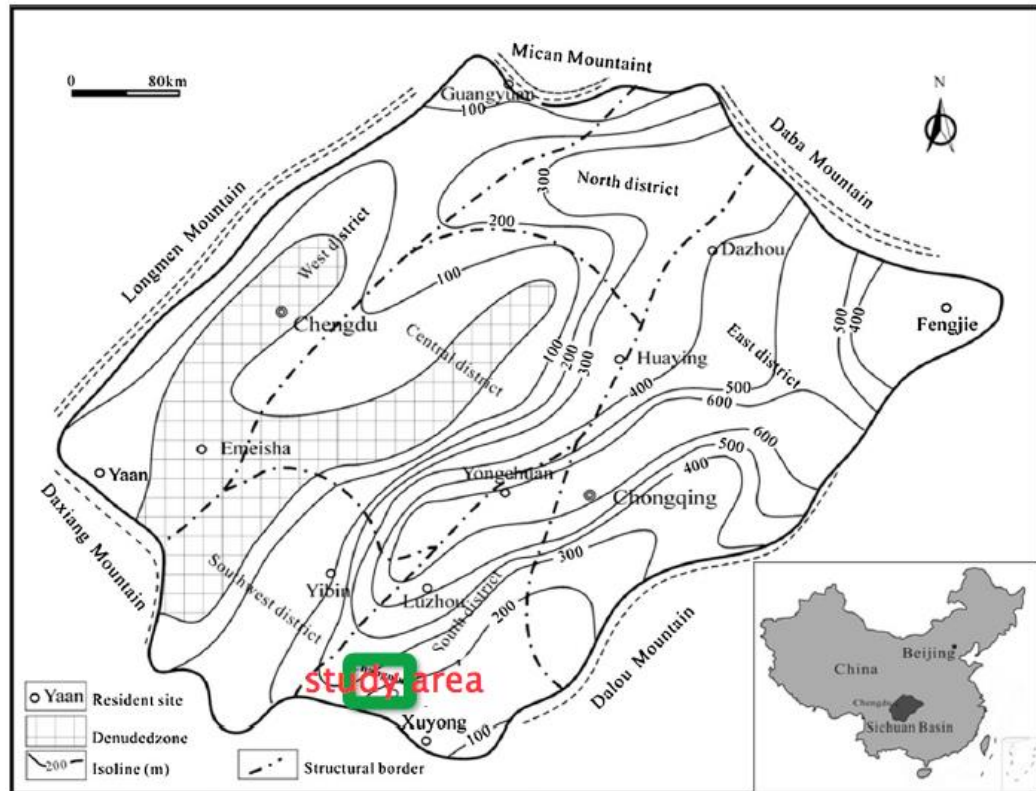 Mican Mountaint
0 80km
N
Guangyuan
100
Daba Mountain
300
North district
Longmen Mountain
200
West district
Dazhou
100
Chengdu
500
400
Fengjie
Central district
East district
100
200
300
Huaying
400
500
600
Emeisha
600
500
400
Yaan
Yongchuan
Chongqing
Daxiang Mountain
300
Southwest district
Yibin
Luzhou
South district
200
Dalou Mountain
study area
Xuyong
100
Yaan Resident site
Denudedzone
200 Isoline (m)
Structural border
Beijing
China
Chengdu
Sichuan Basin